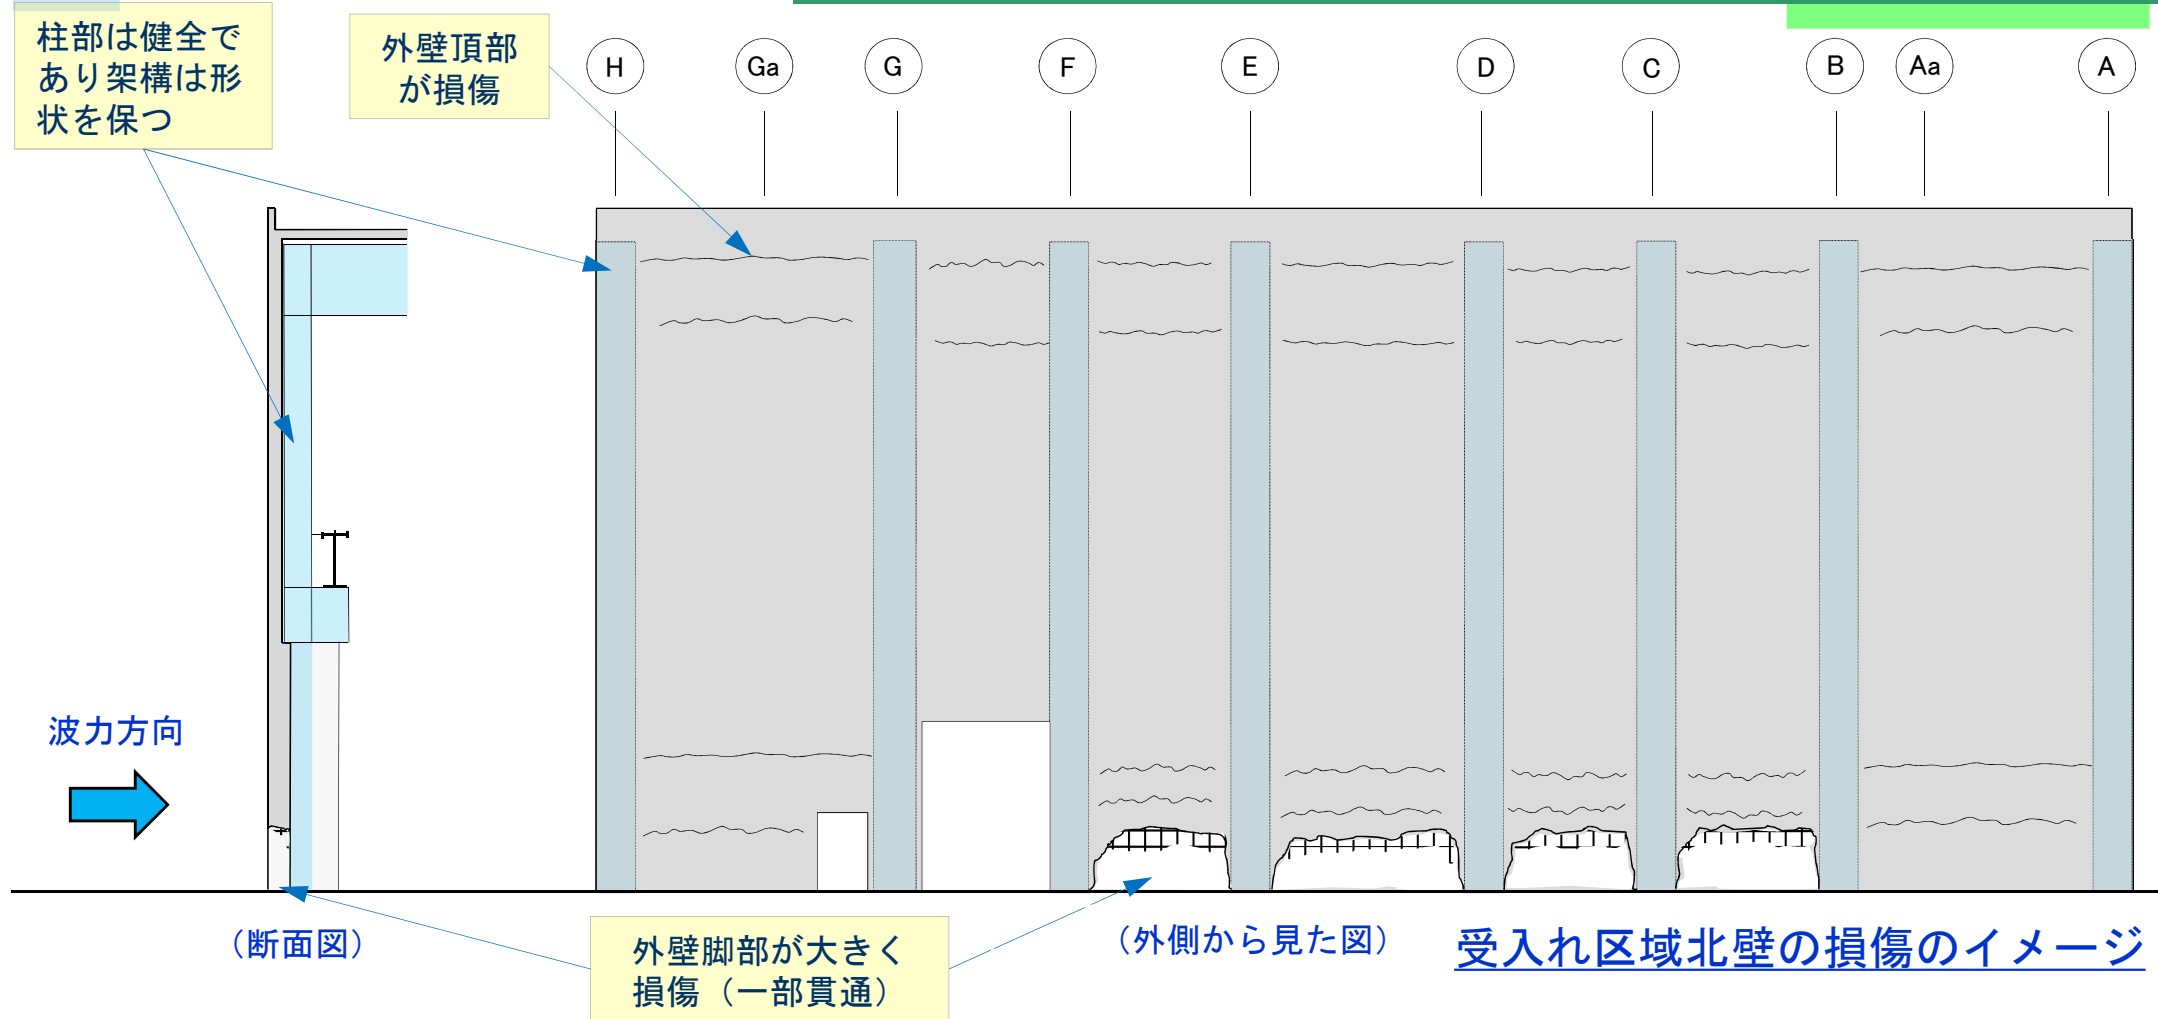 柱部は健全で
あり架構は形
状を保つ
外壁頂部
が損傷
H Ga G F E D C B Aa A
波力方向
（断面図）
外壁脚部が大きく
損傷（一部貫通）
（外側から見た図）
受入れ区域北壁の損傷のイメージ